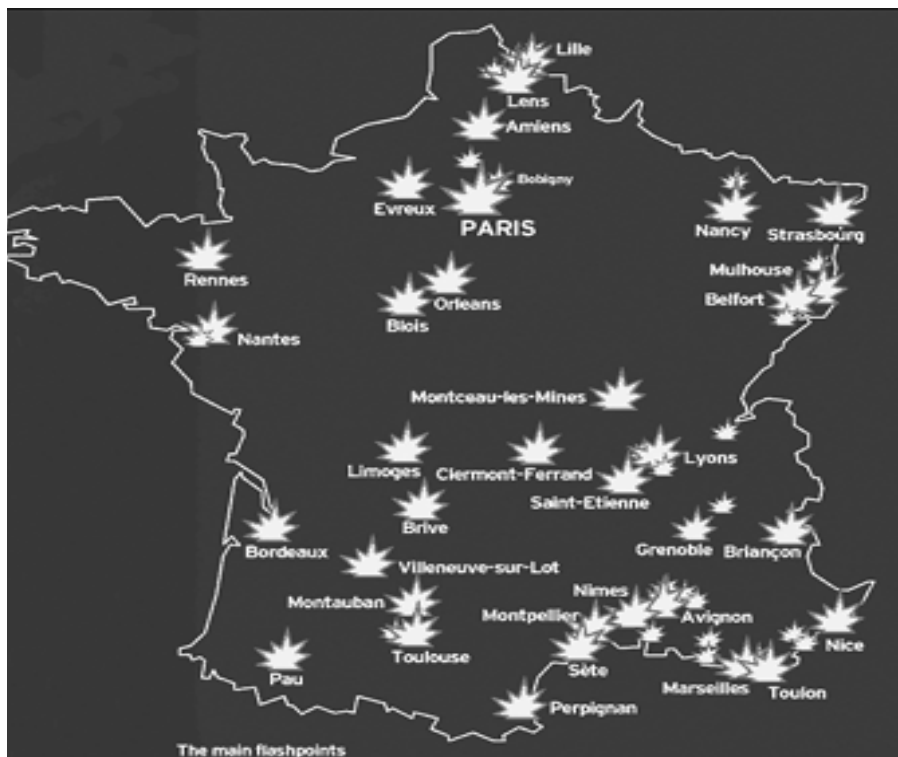 Lille
Lens
Amiens
Bobigny
Evreux
PARIS
Nancy
Strasbourg
Rennes
Mulhouse
Belfort
Orleans
Blois
Nantes
Montceau-les-Mines
Limoges
Clermont-Ferrand
Lyons
Saint-Etienne
Brive
Bordeaux
Grenoble
Briançon
Villeneuve-sur-Lot
Nimes
Montauban
Montpellier
Avignon
Toulouse
Nice
Pau
Sète
Marseilles
Toulon
Perpignan
The main flashpoints